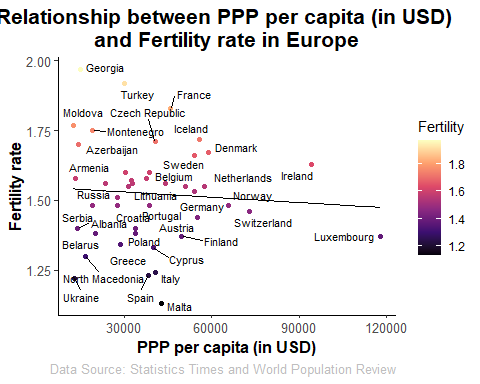 Relationship between PPP per capita (in USD)
and Fertility rate in Europe
2.00
Georgia
Turkey
France
Moldova
Czech Republic
1.75
Montenegro
Iceland
Azerbaijan
Denmark
Sweden
Armenia
Belgium
Netherlands
Ireland
Russia
Lithuania
Norway
1.50
Germany
Serbia
Albania
Croatia
Portugal
Switzerland
Austria
Luxembourg
Belarus
Poland
Finland
Greece
Cyprus
1.25
North Macedonia
Italy
Ukraine
Spain
Malta
Fertility rate
30000 60000 90000 120000
PPP per capita (in USD)
Fertility
1.8
1.6
1.4
1.2
Data Source: Statistics Times and World Population Review